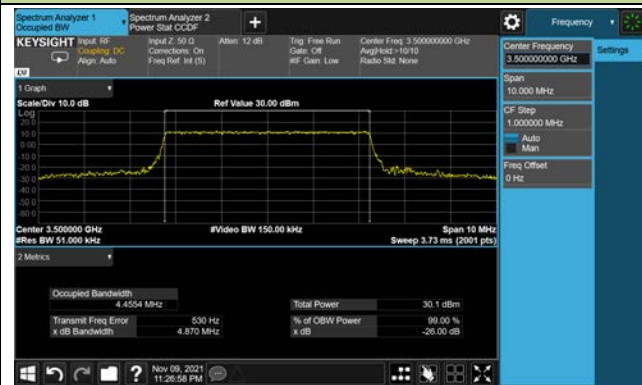 Spectrum Analyzer 1
Occupied BW
Spectrum Analyzer 2
Power Stat CCDF
Frequency
KEYSIGHT
Input: RF
Coupling: DC
Align: Auto
Input Z: 50 Ω
Corrections: On
Freq Ref: Int (S)
Atten: 12 dB
Trig: Free Run
Gate: Off
#IF Gain: Low
Center Freq: 3.500000000 GHz
Avg|Hold:>10/10
Radio Std: None
Center Frequency
3.500000000 GHz
Settings
Span
10.000 MHz
CF Step
1.000000 MHz
Auto
Man
Freq Offset
0 Hz
1 Graph
Scale/Div 10.0 dB
Ref Value 30.00 dBm
Log
20.0
10.0
0.00
-10.0
-20.0
-30.0
-40.0
-50.0
-60.0
Center 3.500000 GHz
#Video BW 150.00 kHz
Span 10 MHz
#Res BW 51.000 kHz
Sweep 3.73 ms (2001 pts)
2 Metrics
Occupied Bandwidth
4.4554 MHz
Total Power 30.1 dBm
Transmit Freq Error 530 Hz
% of OBW Power 99.00 %
x dB Bandwidth 4.870 MHz
x dB -26.00 dB
Nov 09, 2021
11:26:58 PM